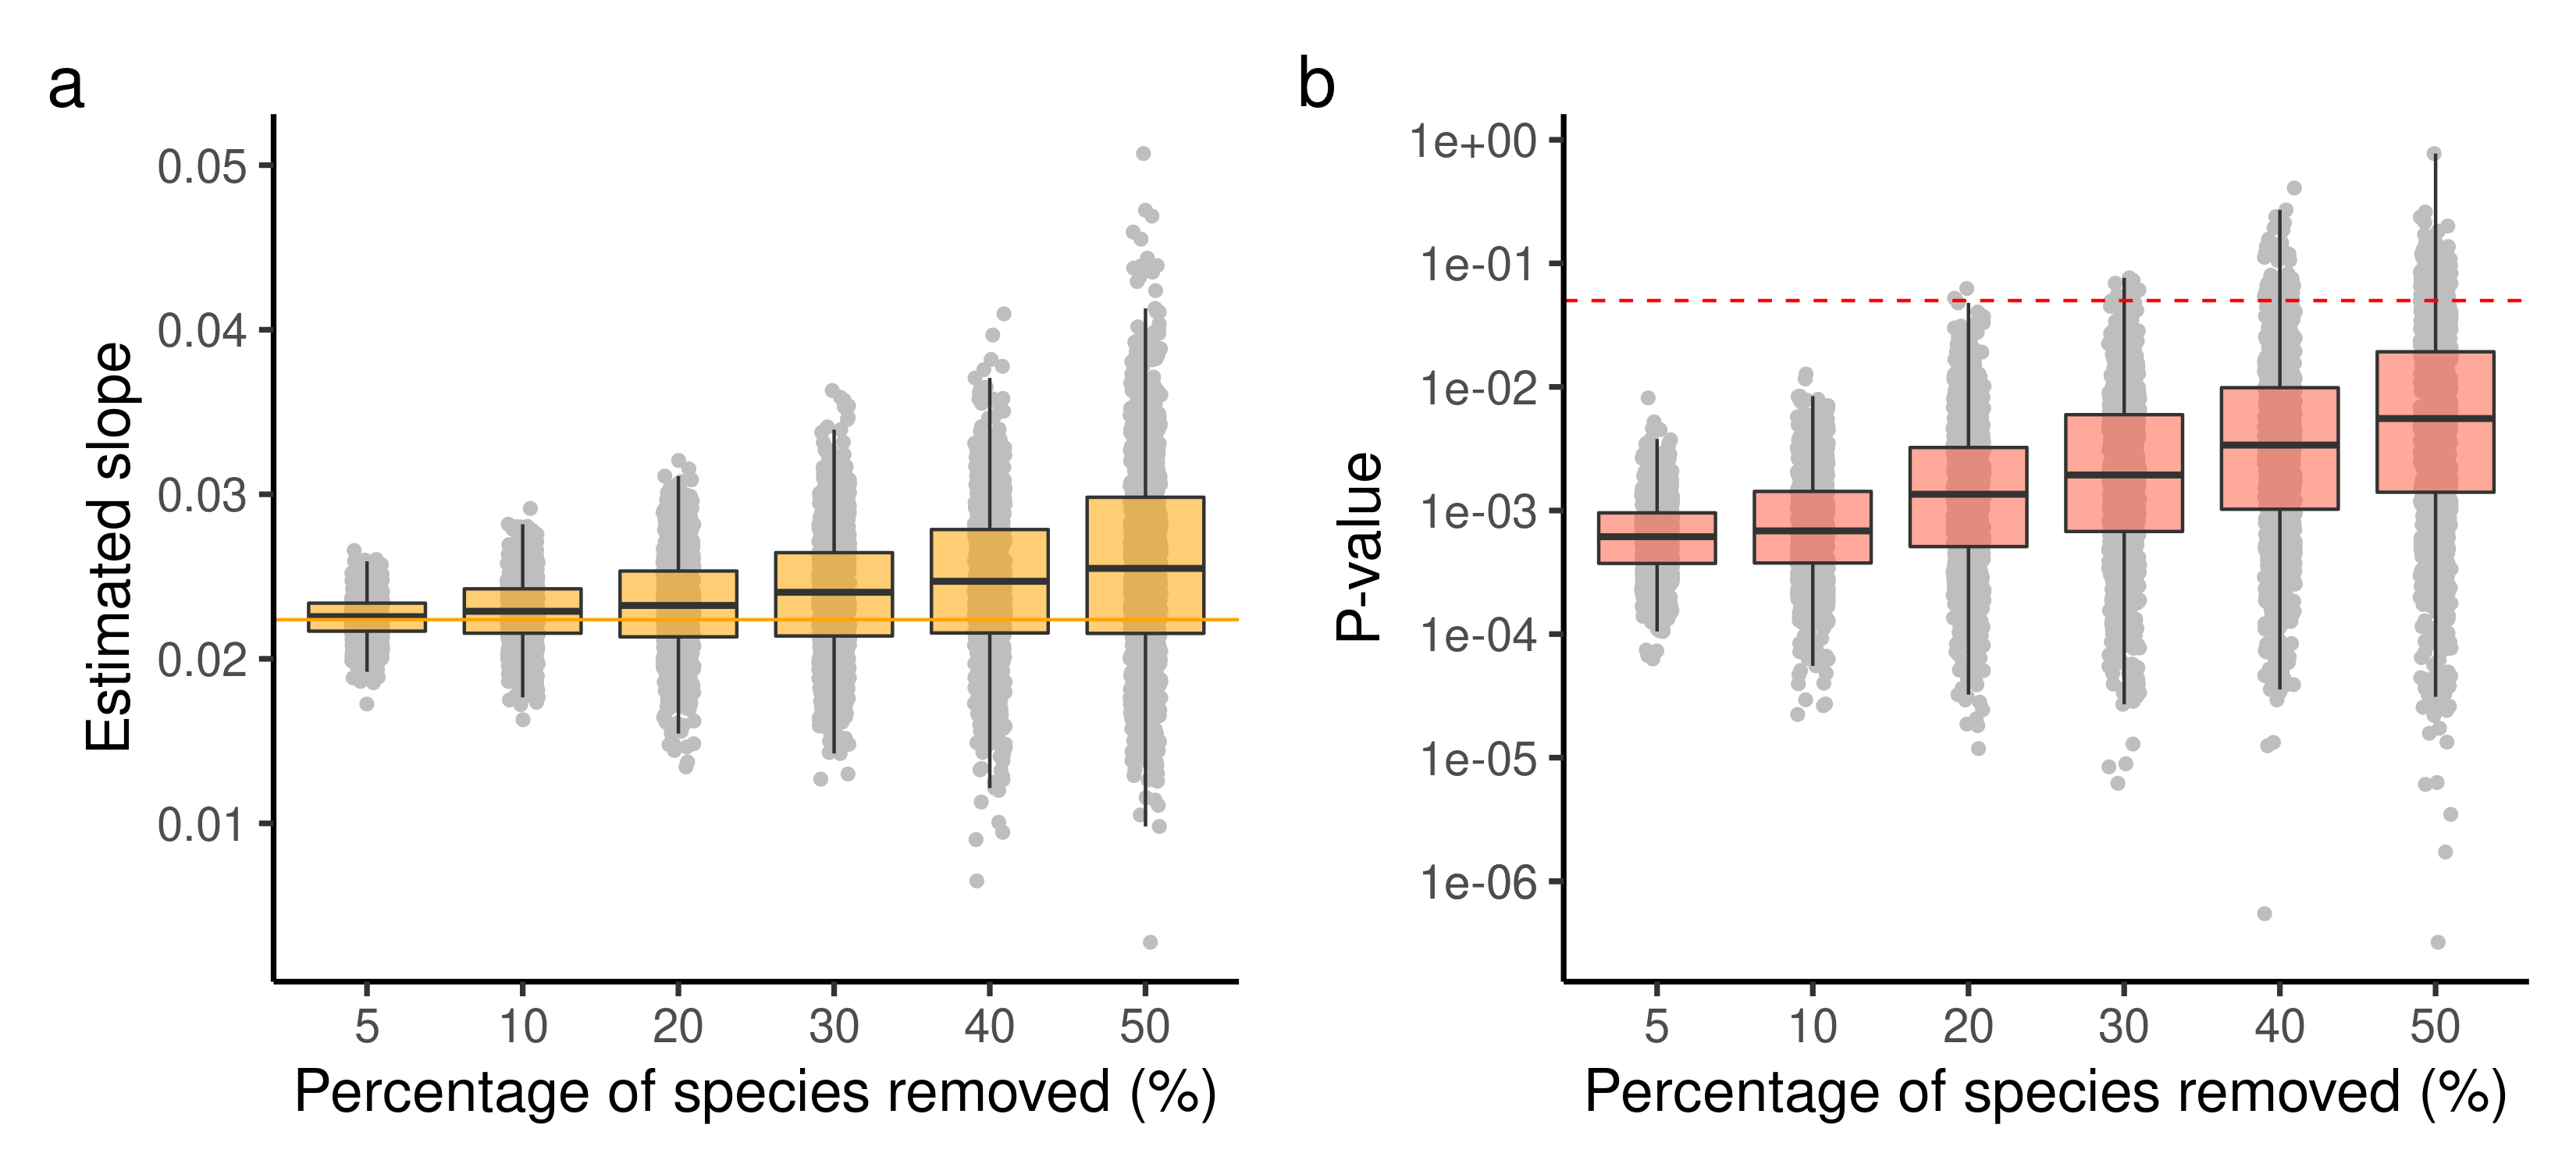 a
Estimated slope
0.05
0.04
0.03
0.02
0.01
5 10 20 30 40 50
Percentage of species removed (%)
b
P-value
1e+00
1e-01
1e-02
1e-03
1e-04
1e-05
1e-06
5 10 20 30 40 50
Percentage of species removed (%)